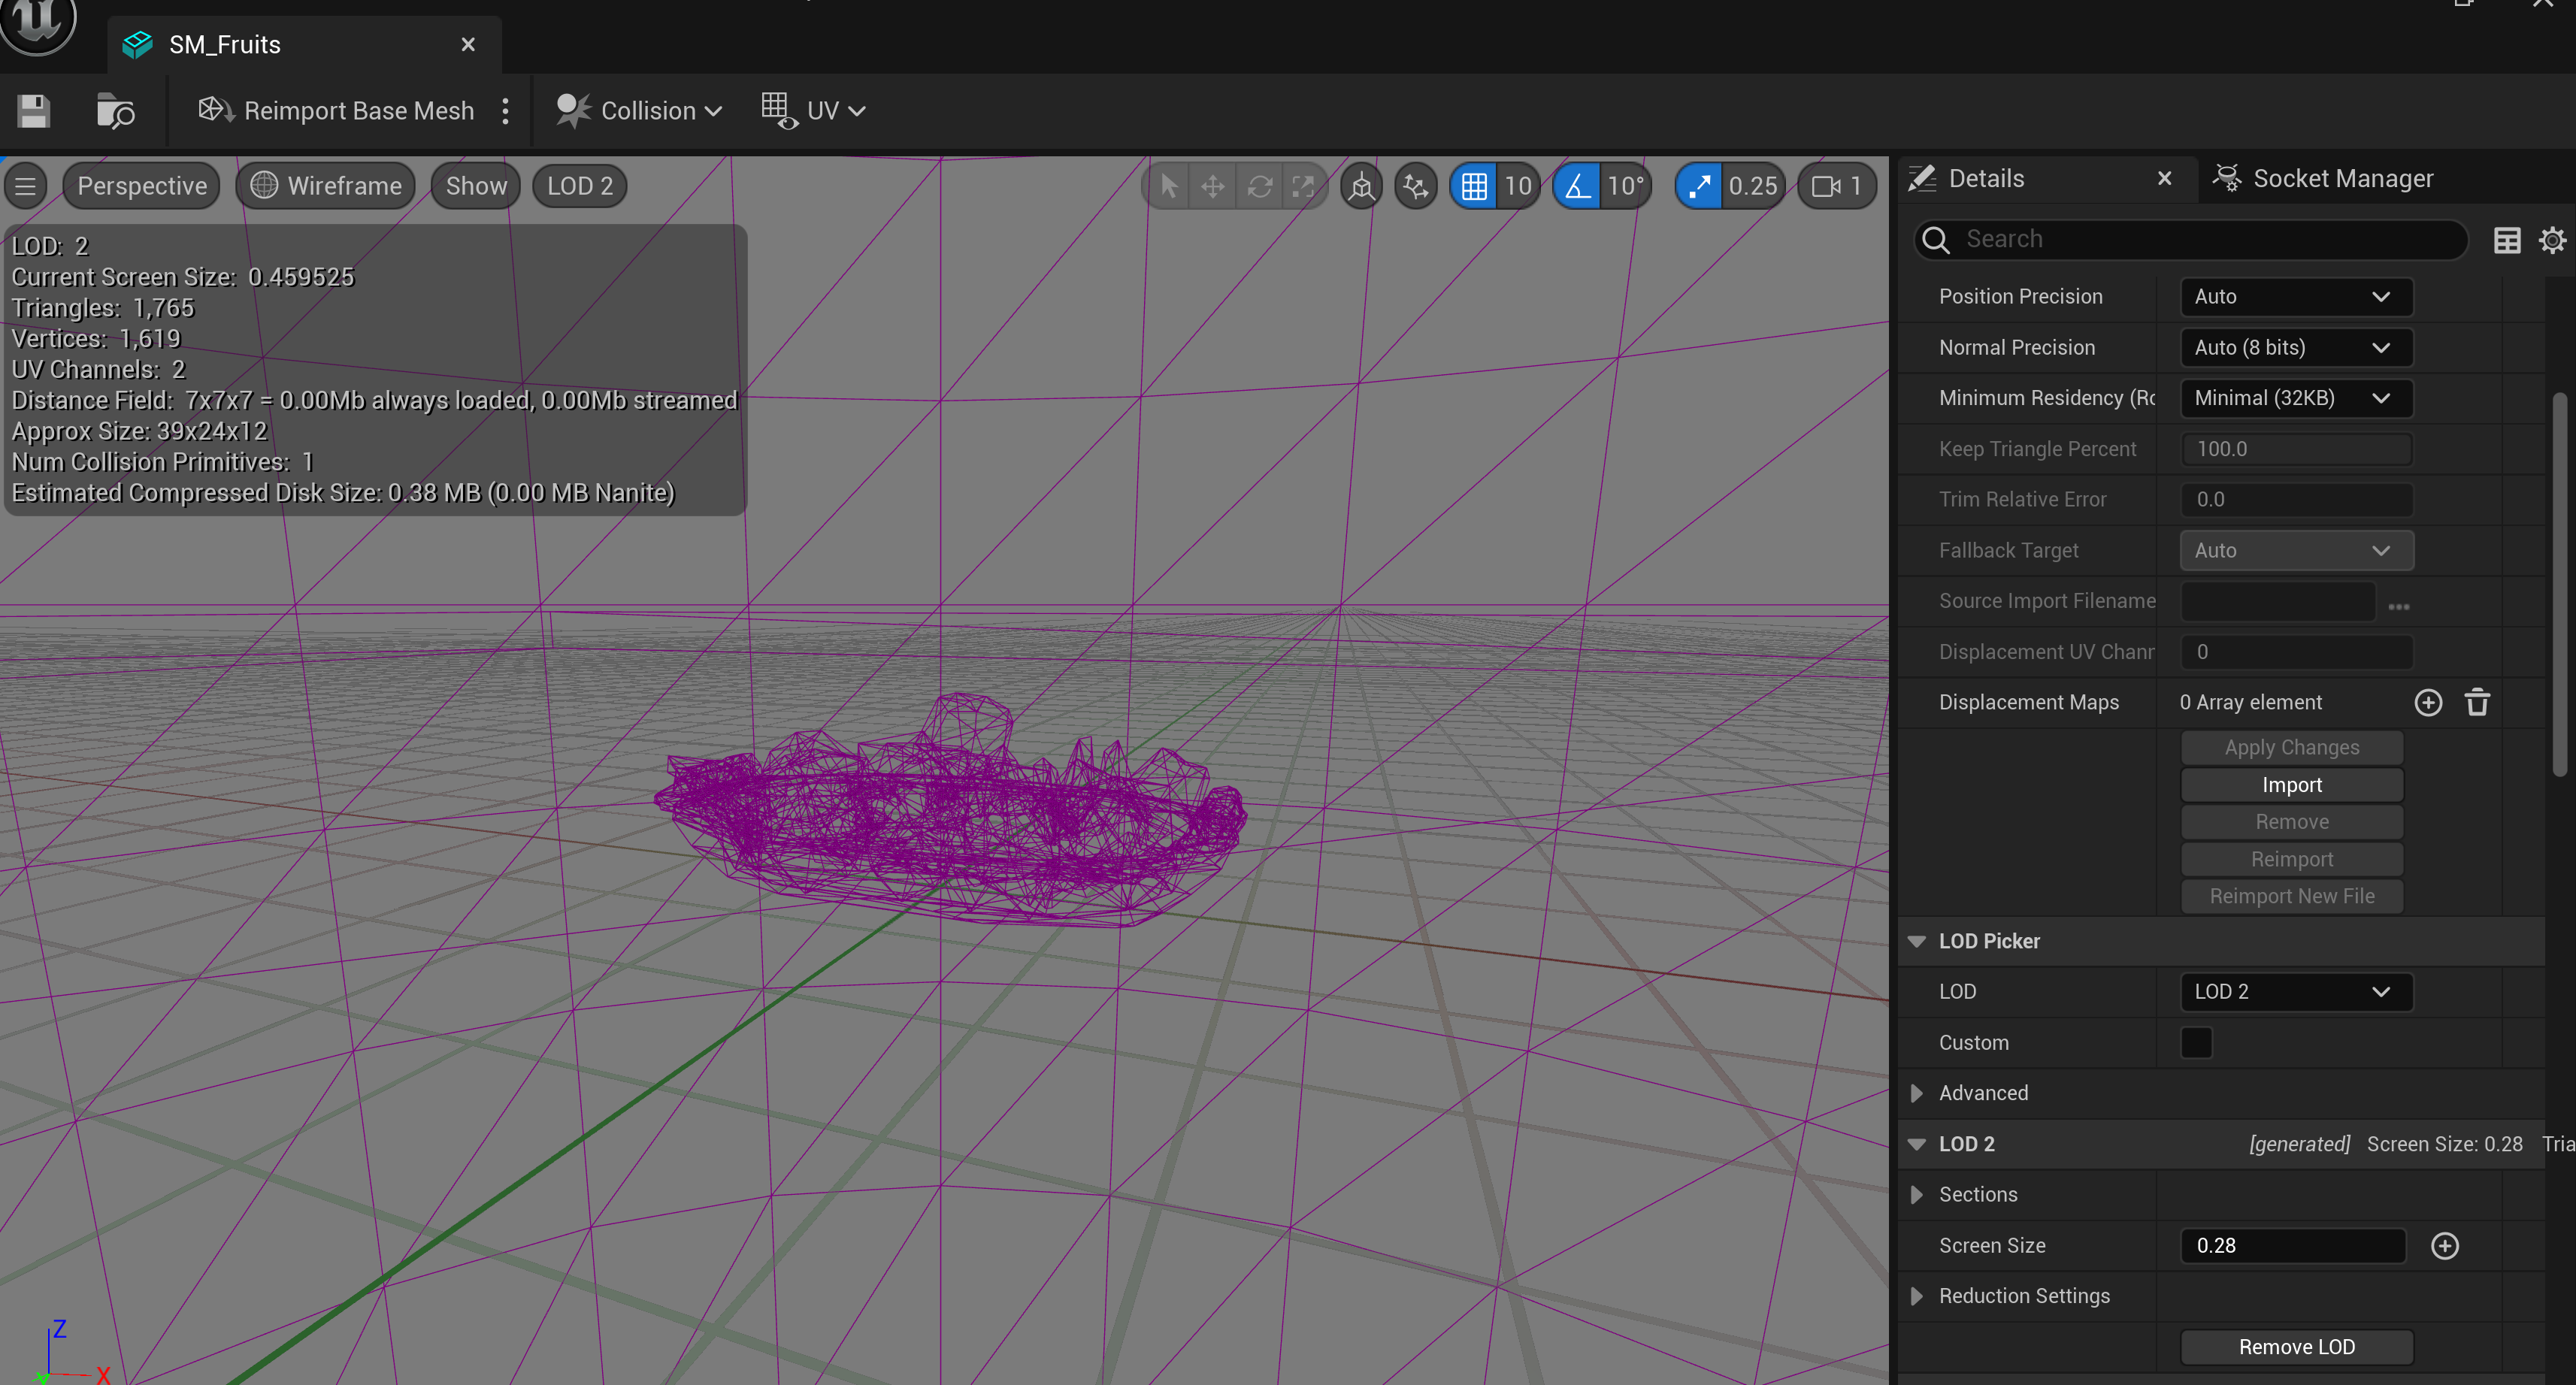 SM_Fruits
Reimport Base Mesh
Collision
UV
Perspective
Wireframe
Show
LOD 2
10
10°
0.25
1
LOD: 2
Current Screen Size: 0.459525
Triangles: 1,765
Vertices: 1,619
UV Channels: 2
Distance Field: 7x7x7 = 0.00Mb always loaded, 0.00Mb streamed
Approx Size: 39x24x12
Num Collision Primitives: 1
Estimated Compressed Disk Size: 0.38 MB (0.00 MB Nanite)
Z
X
Details
Socket Manager
Search
Position Precision Auto
Normal Precision Auto (8 bits)
Minimum Residency (Ro Minimal (32KB)
Keep Triangle Percent 100.0
Trim Relative Error 0.0
Fallback Target Auto
Source Import Filename
Displacement UV Chann 0
Displacement Maps 0 Array element
Apply Changes
Import
Remove
Reimport
Reimport New File
LOD Picker
LOD LOD 2
Custom
Advanced
LOD 2 [generated] Screen Size: 0.28 Tria
Sections
Screen Size 0.28
Reduction Settings
Remove LOD